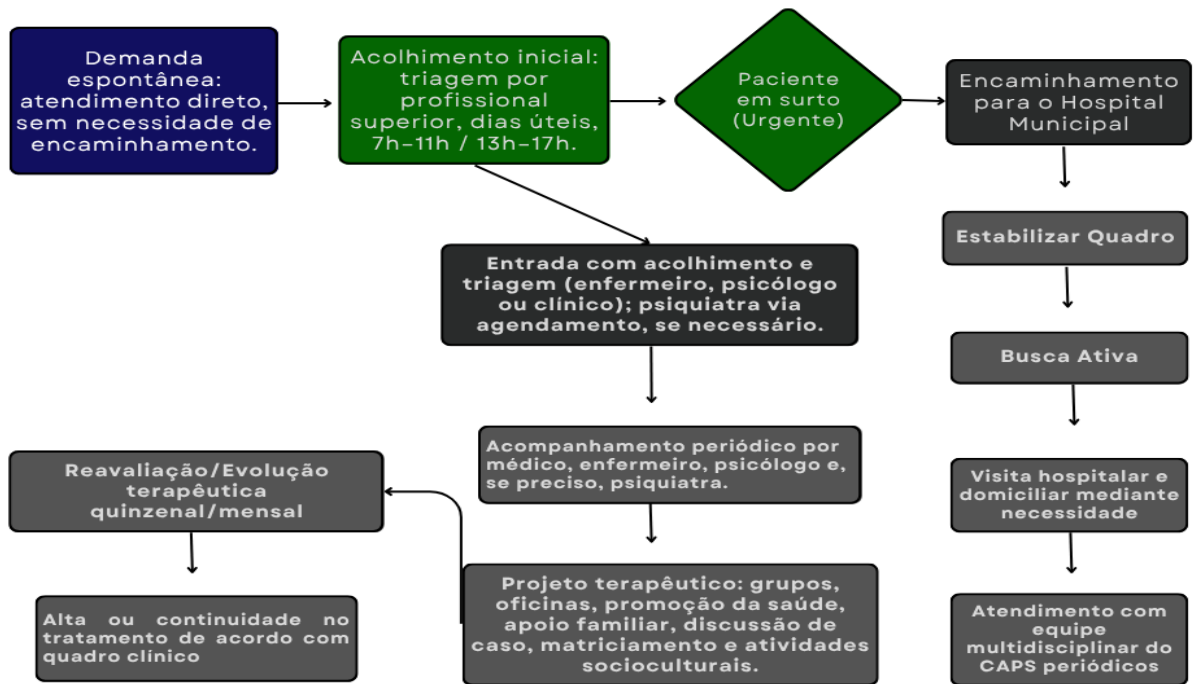 Demanda
espontânea:
atendimento direto,
sem necessidade de
encaminhamento.
Acolhimento inicial:
triagem por
profissional
superior, dias úteis,
7h–11h / 13h–17h.
Paciente
em surto
(Urgente)
Encaminhamento
para o Hospital
Municipal
Estabilizar Quadro
Entrada com acolhimento e
triagem (enfermeiro, psicólogo
ou clínico); psiquiatra via
agendamento, se necessário.
Busca Ativa
Acompanhamento periódico por
médico, enfermeiro, psicólogo e,
se preciso, psiquiatra.
Reavaliação/Evolução
terapêutica
quinzenal/mensal
Visita hospitalar e
domiciliar mediante
necessidade
Projeto terapêutico: grupos,
oficinas, promoção da saúde,
apoio familiar, discussão de
caso, matriciamento e atividades
socioculturais.
Alta ou continuidade no
tratamento de acordo com
quadro clínico
Atendimento com
equipe
multidisciplinar do
CAPS periódicos